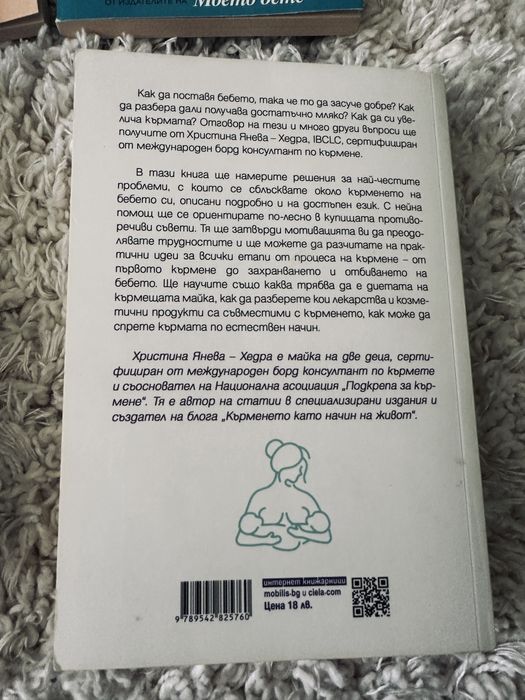 ОТ ИЗДАТЕЛИТЕ НА Моето бебе
Как да поставя бебето, така че то да засуче добре? Как
да разбера дали получава достатъчно мляко? Как да си уве-
лича кърмата? Отговор на тези и много други въпроси ще
получите от Христина Янева – Хедра, IBCLC, сертифициран
от международен борд консултант по кърмене.
В тази книга ще намерите решения за най-честите
проблеми, с които се сблъсквате около кърменето на
бебето си, описани подробно и на достъпен език. С нейна
помощ ще се ориентирате по-лесно в купищата противо-
речиви съвети. Тя ще затвърди мотивацията ви да преодо-
лявате трудностите и ще можете да разчитате на прак-
тични идеи за всички етапи от процеса на кърмене – от
първото кърмене до захранването и отбиването на
бебето. Ще научите също каква трябва да е диетата на
кърмещата майка, как да разберете кои лекарства и козме-
тични продукти са съвместими с кърменето, как може да
спрете кърмата по естествен начин.
Христина Янева – Хедра е майка на две деца, серти-
фициран от международен борд консултант по кърмете
и съосновател на Национална асоциация „Подкрепа за кър-
мене“. Тя е автор на статии в специализирани издания и
създател на блога „Кърменето като начин на живот“.
интернет книжарници
mobilis-bg и ciela.com
Цена 18 лв.
9 789542 825760